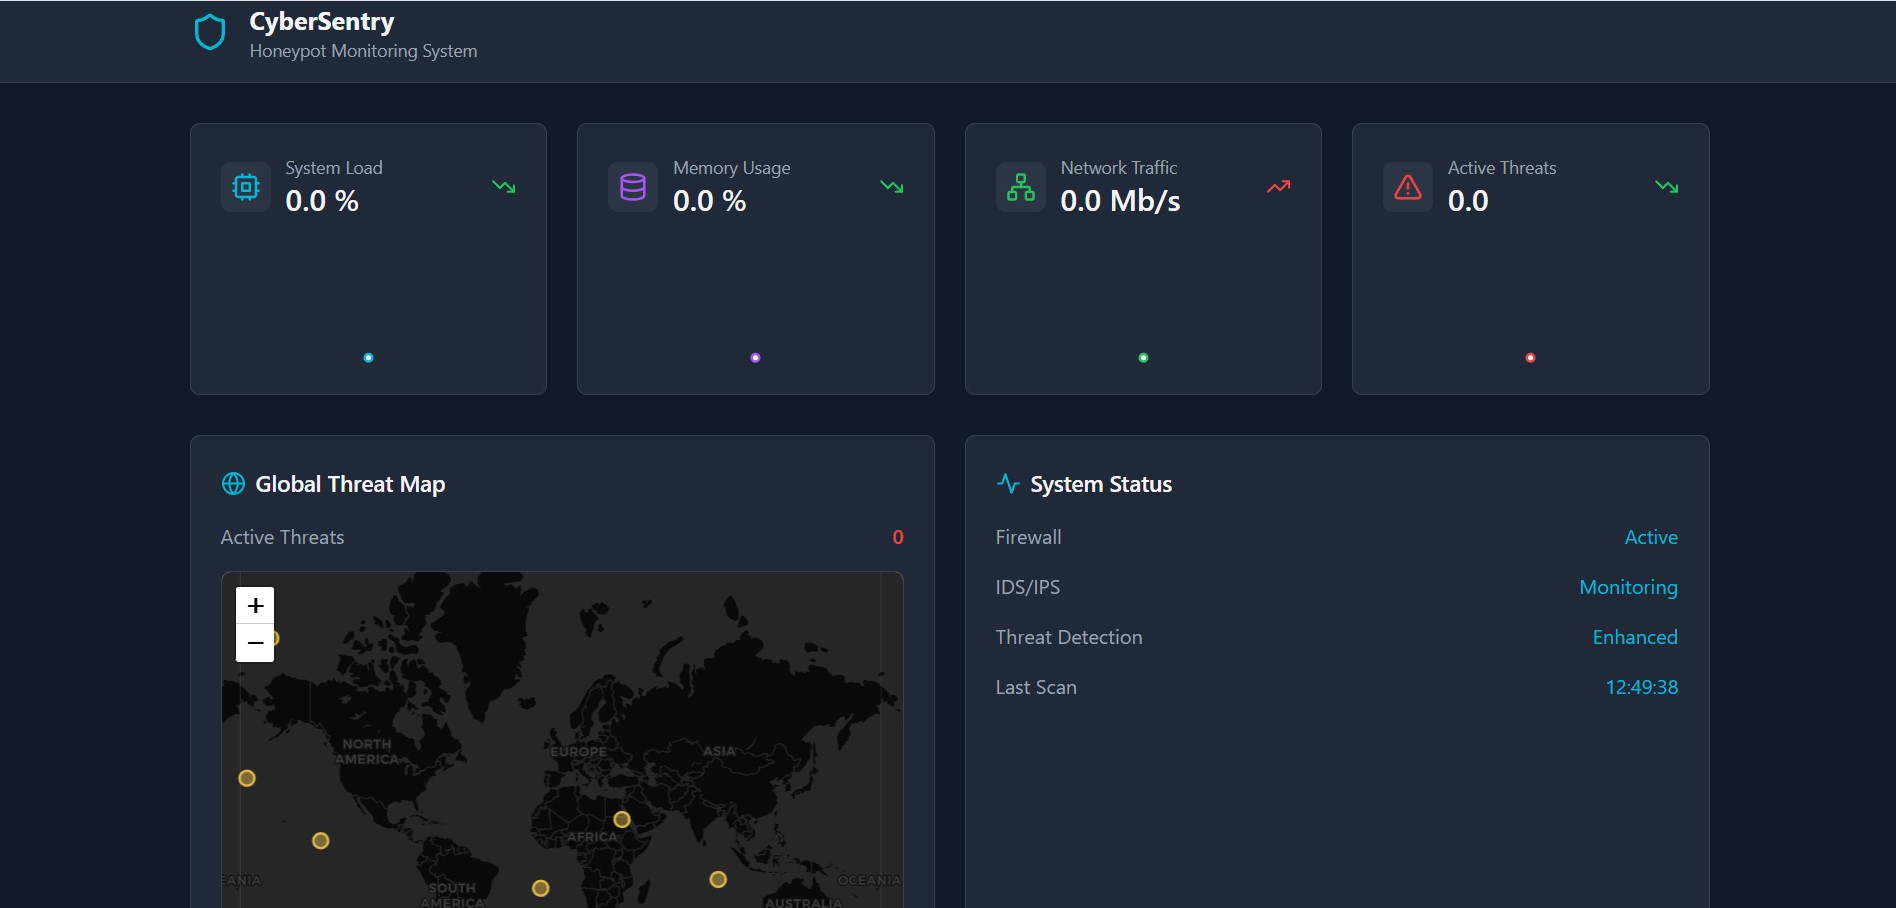 CyberSentry
Honeypot Monitoring System
System Load
0.0 %
Memory Usage
0.0 %
Network Traffic
0.0 Mb/s
Active Threats
0.0
Global Threat Map
Active Threats
0
+
−
NORTH
AMERICA
EUROPE
ASIA
AFRICA
EANIA
SOUTH
AMERICA
OCEANIA
AUSTRALIA
System Status
Firewall
Active
IDS/IPS
Monitoring
Threat Detection
Enhanced
Last Scan
12:49:38